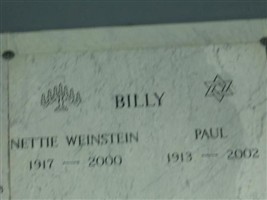 BILLY
NETTIE WEINSTEIN PAUL
1917 — 2000 1913 — 2002